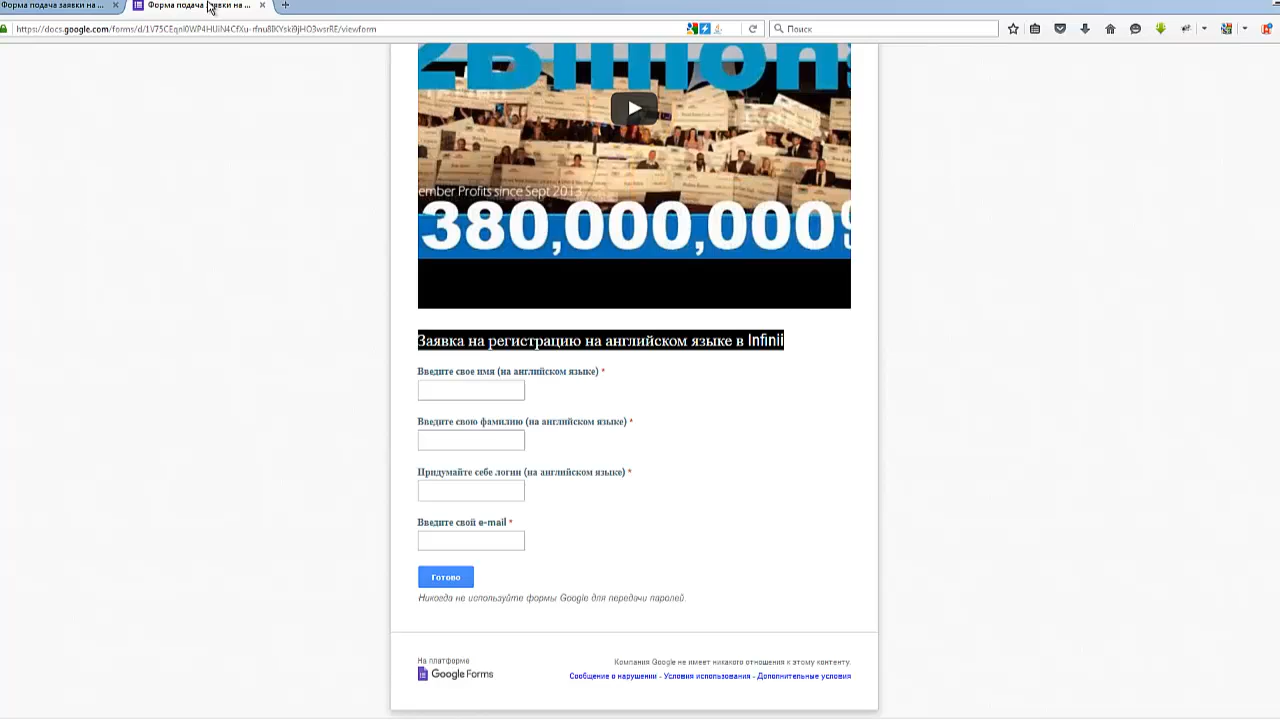 Форма подача заявки на ...
Форма подача заявки на ...
https://docs.google.com/forms/d/
/viewform
Поиск
2Billion
ember Profits since Sept 2013
380,000,000
Заявка на регистрацию на английском языке в Infinii
Введите свое имя (на английском языке) *
Введите свою фамилию (на английском языке) *
Придумайте себе логин (на английском языке) *
Введите свой e-mail *
Готово
Никогда не используйте формы Google для передачи паролей.
На платформе
Google Forms
Компания Google не имеет никакого отношения к этому контенту.
Сообщение о нарушении - Условия использования - Дополнительные условия